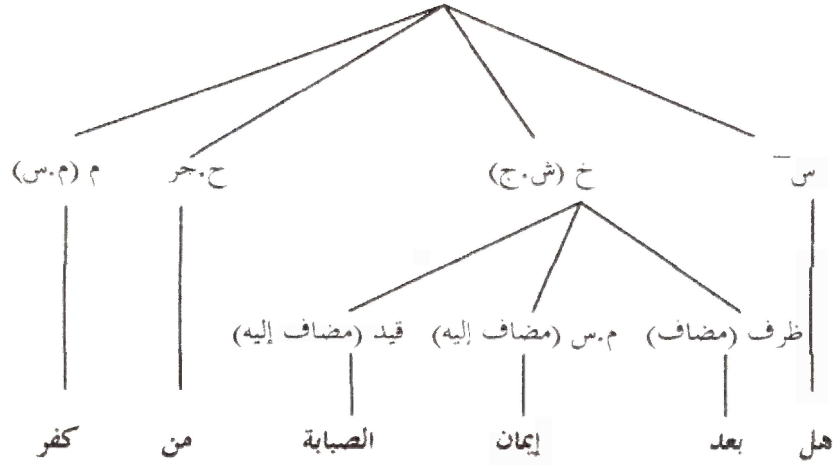 س‾ خ (ش.ج) ح.جر م (م.س)
ظرف (مضاف) م.س (مضاف إليه) قيد (مضاف إليه)
هل بعد إيمان الصبابة من كفر